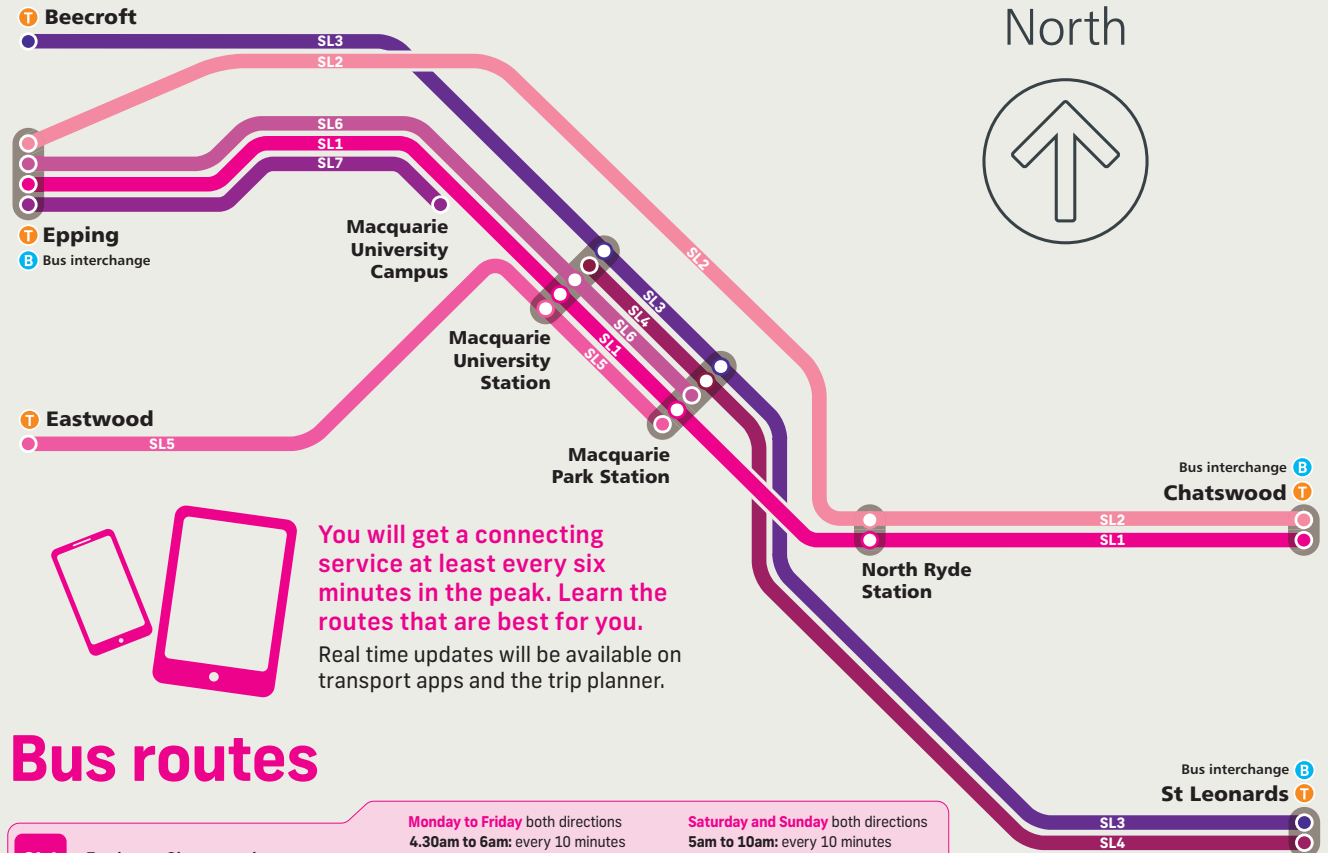 T Beecroft
North
SL3
SL2
SL6
SL1
SL7
T Epping
B Bus interchange
Macquarie
University
Campus
SL2
SL3
SL4
SL6
SL1
SL5
Macquarie
University
Station
T Eastwood
SL5
Macquarie
Park Station
Bus interchange B
Chatswood T
SL2
SL1
North Ryde
Station
You will get a connecting
service at least every six
minutes in the peak. Learn the
routes that are best for you.
Real time updates will be available on
transport apps and the trip planner.
Bus routes
Bus interchange B
St Leonards T
SL3
SL4
Monday to Friday both directions
4.30am to 6am: every 10 minutes
Saturday and Sunday both directions
5am to 10am: every 10 minutes